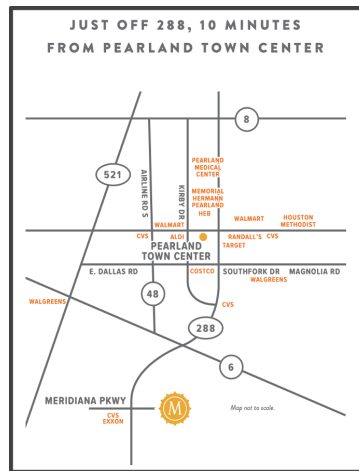 JUST OFF 288, 10 MINUTES
FROM PEARLAND TOWN CENTER
8
521
AIRLINE RD S
KIRBY DR
PEARLAND
MEDICAL
CENTER
MEMORIAL
HERMANN
PEARLAND
HEB
WALMART
WALMART
HOUSTON
METHODIST
CVS
ALDI
RANDALL'S
CVS
TARGET
PEARLAND
TOWN CENTER
E. DALLAS RD
COSTCO
SOUTHFORK DR
MAGNOLIA RD
WALGREENS
WALGREENS
48
CVS
288
6
MERIDIANA PKWY
M
Map not to scale.
CVS
EXXON